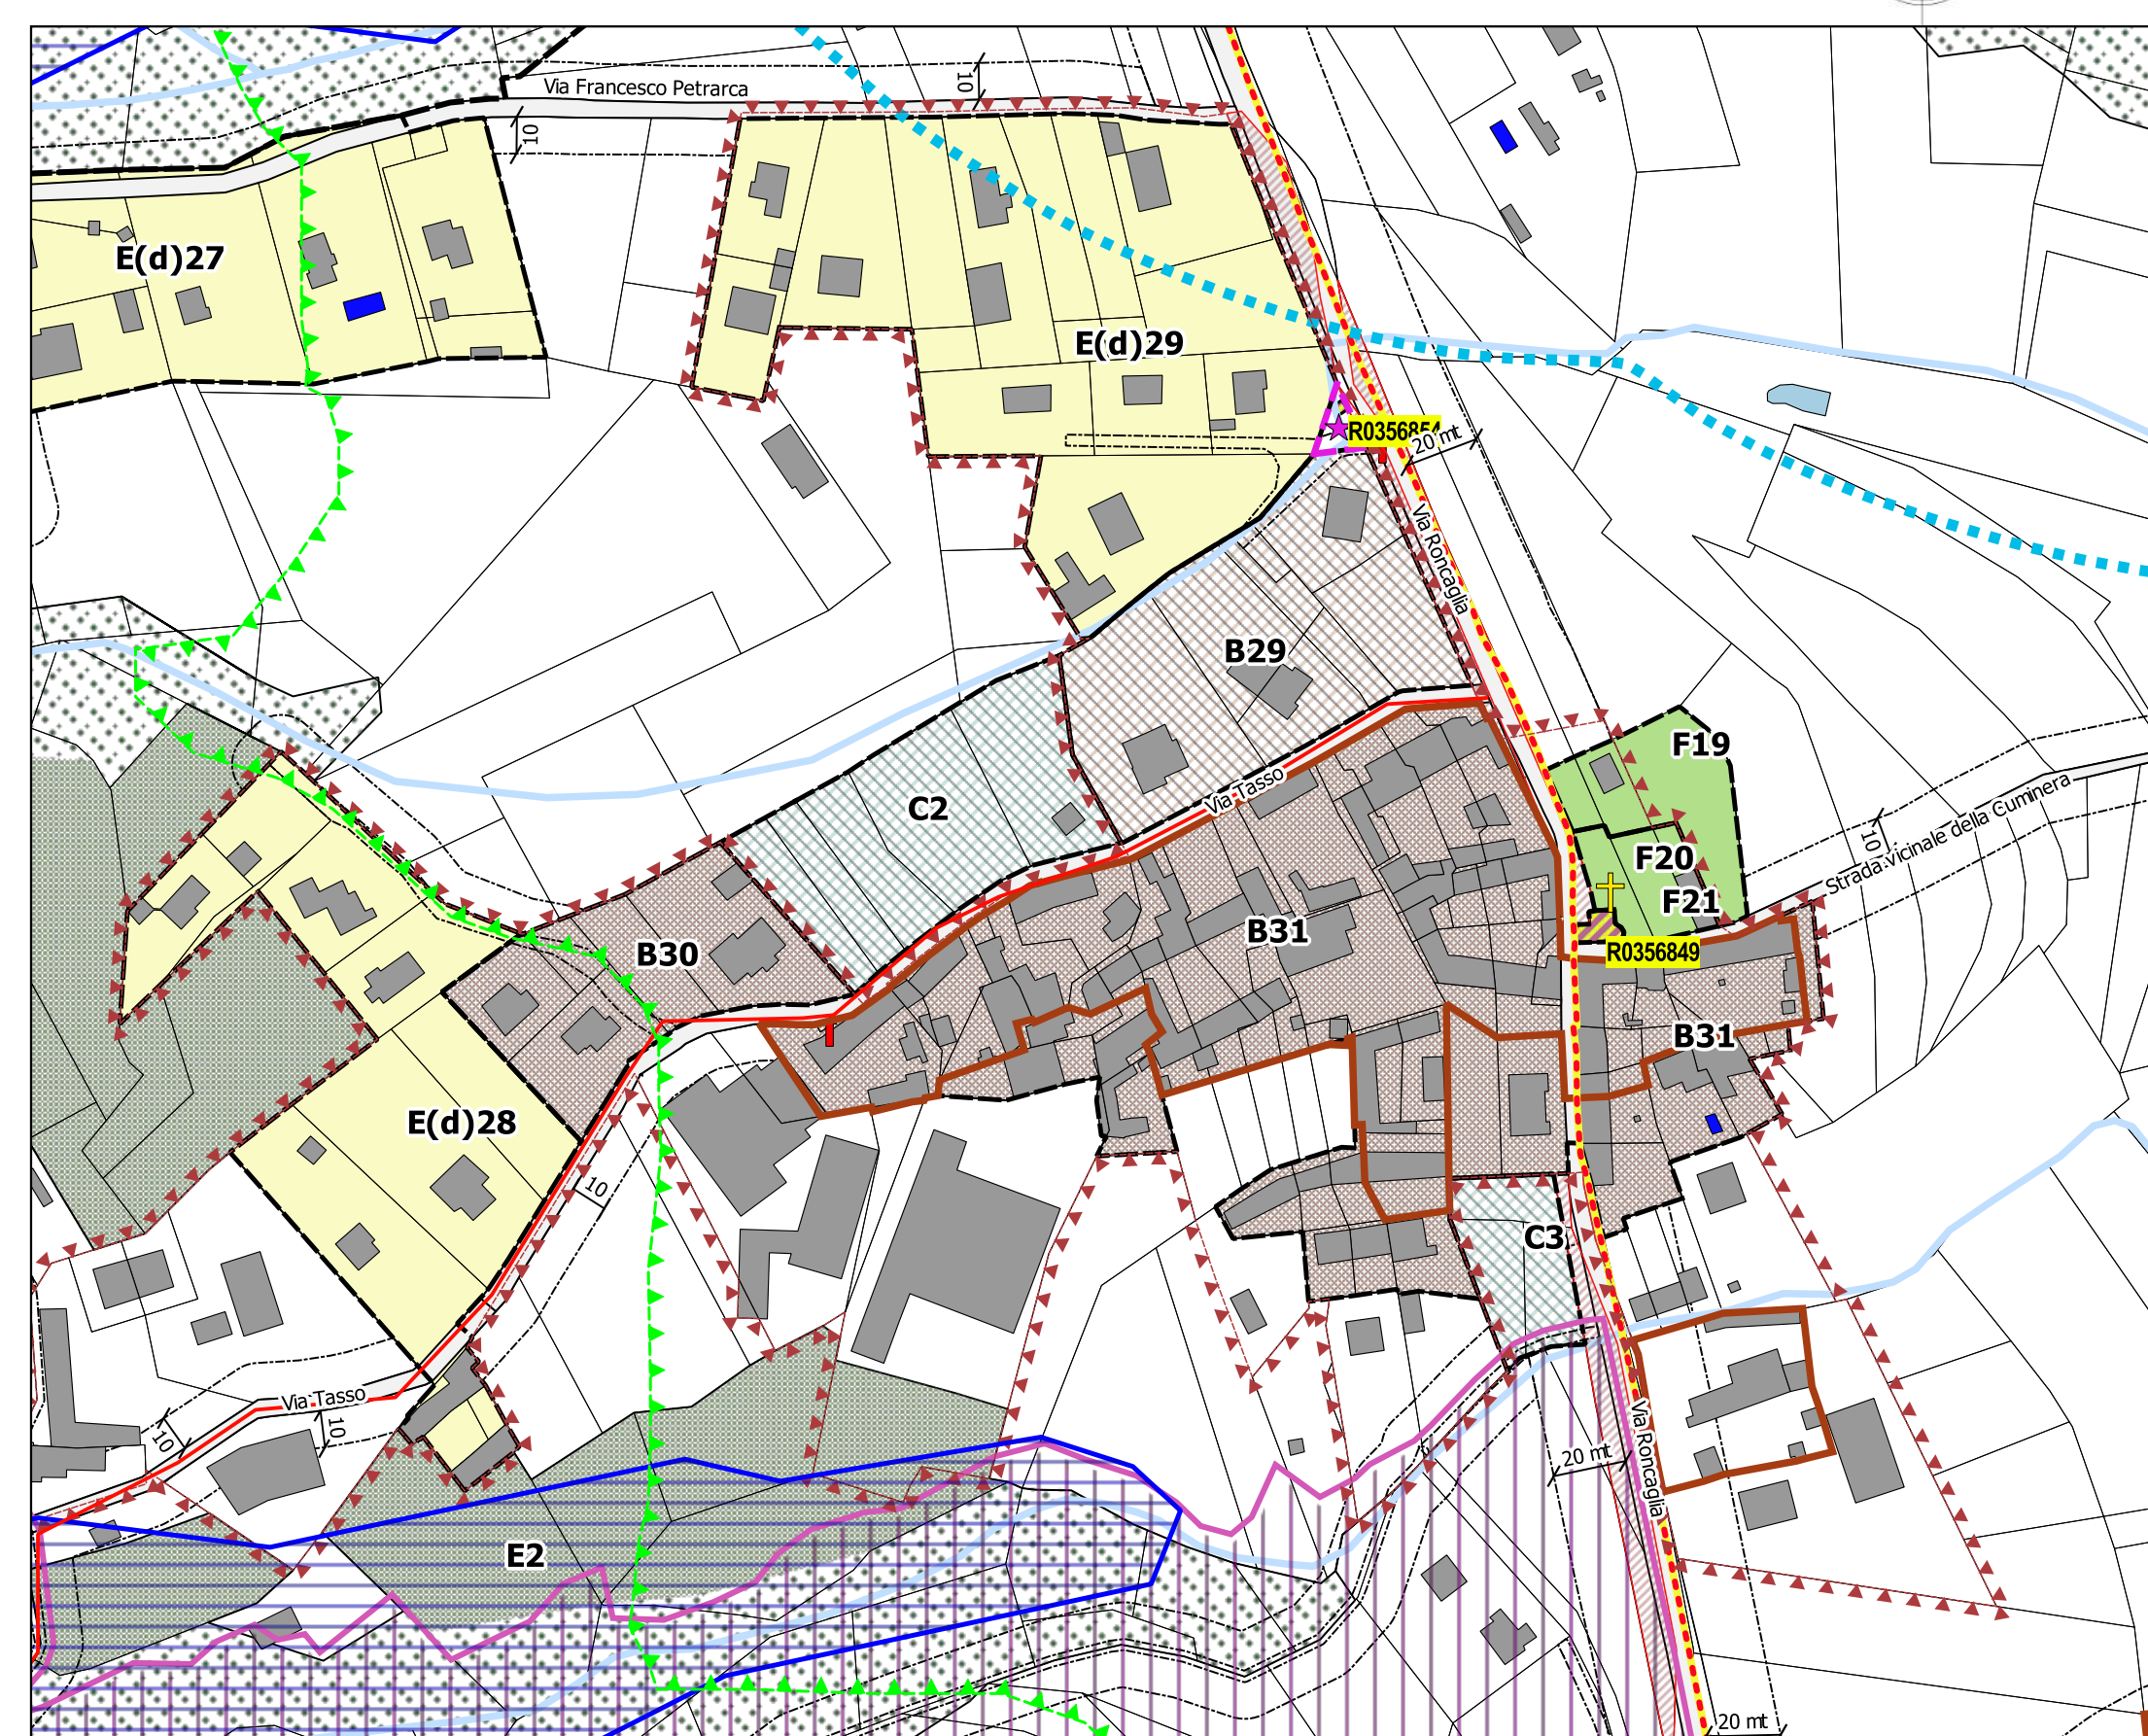 Via Francesco Petrarca
10
10
E(d)27
E(d)29
R0356854
20 mt
Via Roncaglia
B29
F19
Via Tasso
C2
Strada vicinale della Cuminera
10
F20
F21
B31
B30
R0356849
B31
E(d)28
10
C3
Via Tasso
10
10
Via Roncaglia
20 mt
E2
20 mt